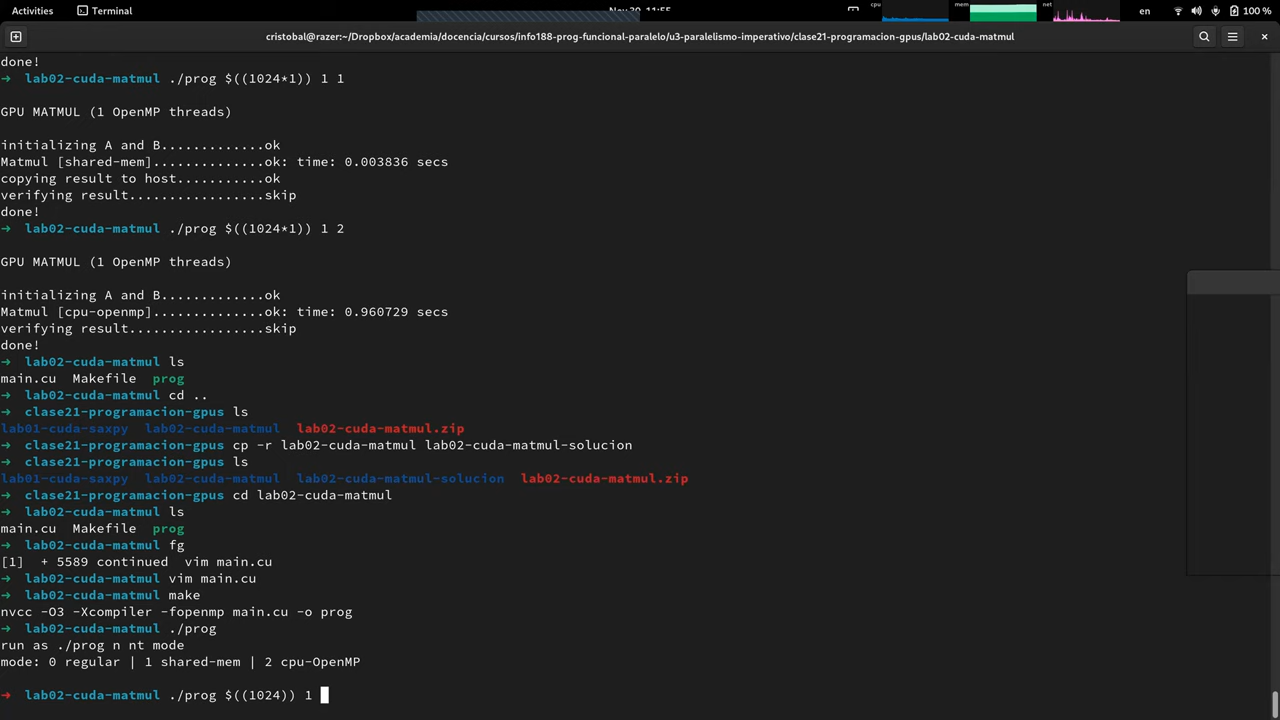 Activities Terminal Nov 30 11:55 cpu mem net en 100 %
cristobal@razer:~/Dropbox/academia/docencia/cursos/info188-prog-funcional-paralelo/u3-paralelismo-imperativo/clase21-programacion-gpus/lab02-cuda-matmul
done!
→ lab02-cuda-matmul ./prog $((1024*1)) 1 1
GPU MATMUL (1 OpenMP threads)
initializing A and B.............ok
Matmul [shared-mem]..............ok: time: 0.003836 secs
copying result to host...........ok
verifying result.................skip
done!
→ lab02-cuda-matmul ./prog $((1024*1)) 1 2
GPU MATMUL (1 OpenMP threads)
initializing A and B.............ok
Matmul [cpu-openmp]..............ok: time: 0.960729 secs
verifying result.................skip
done!
→ lab02-cuda-matmul ls
main.cu Makefile prog
→ lab02-cuda-matmul cd ..
→ clase21-programacion-gpus ls
lab01-cuda-saxpy lab02-cuda-matmul lab02-cuda-matmul.zip
→ clase21-programacion-gpus cp -r lab02-cuda-matmul lab02-cuda-matmul-solucion
→ clase21-programacion-gpus ls
lab01-cuda-saxpy lab02-cuda-matmul lab02-cuda-matmul-solucion lab02-cuda-matmul.zip
→ clase21-programacion-gpus cd lab02-cuda-matmul
→ lab02-cuda-matmul ls
main.cu Makefile prog
→ lab02-cuda-matmul fg
[1] + 5589 continued vim main.cu
→ lab02-cuda-matmul vim main.cu
→ lab02-cuda-matmul make
nvcc -O3 -Xcompiler -fopenmp main.cu -o prog
→ lab02-cuda-matmul ./prog
run as ./prog n nt mode
mode: 0 regular | 1 shared-mem | 2 cpu-OpenMP
→ lab02-cuda-matmul ./prog $((1024)) 1